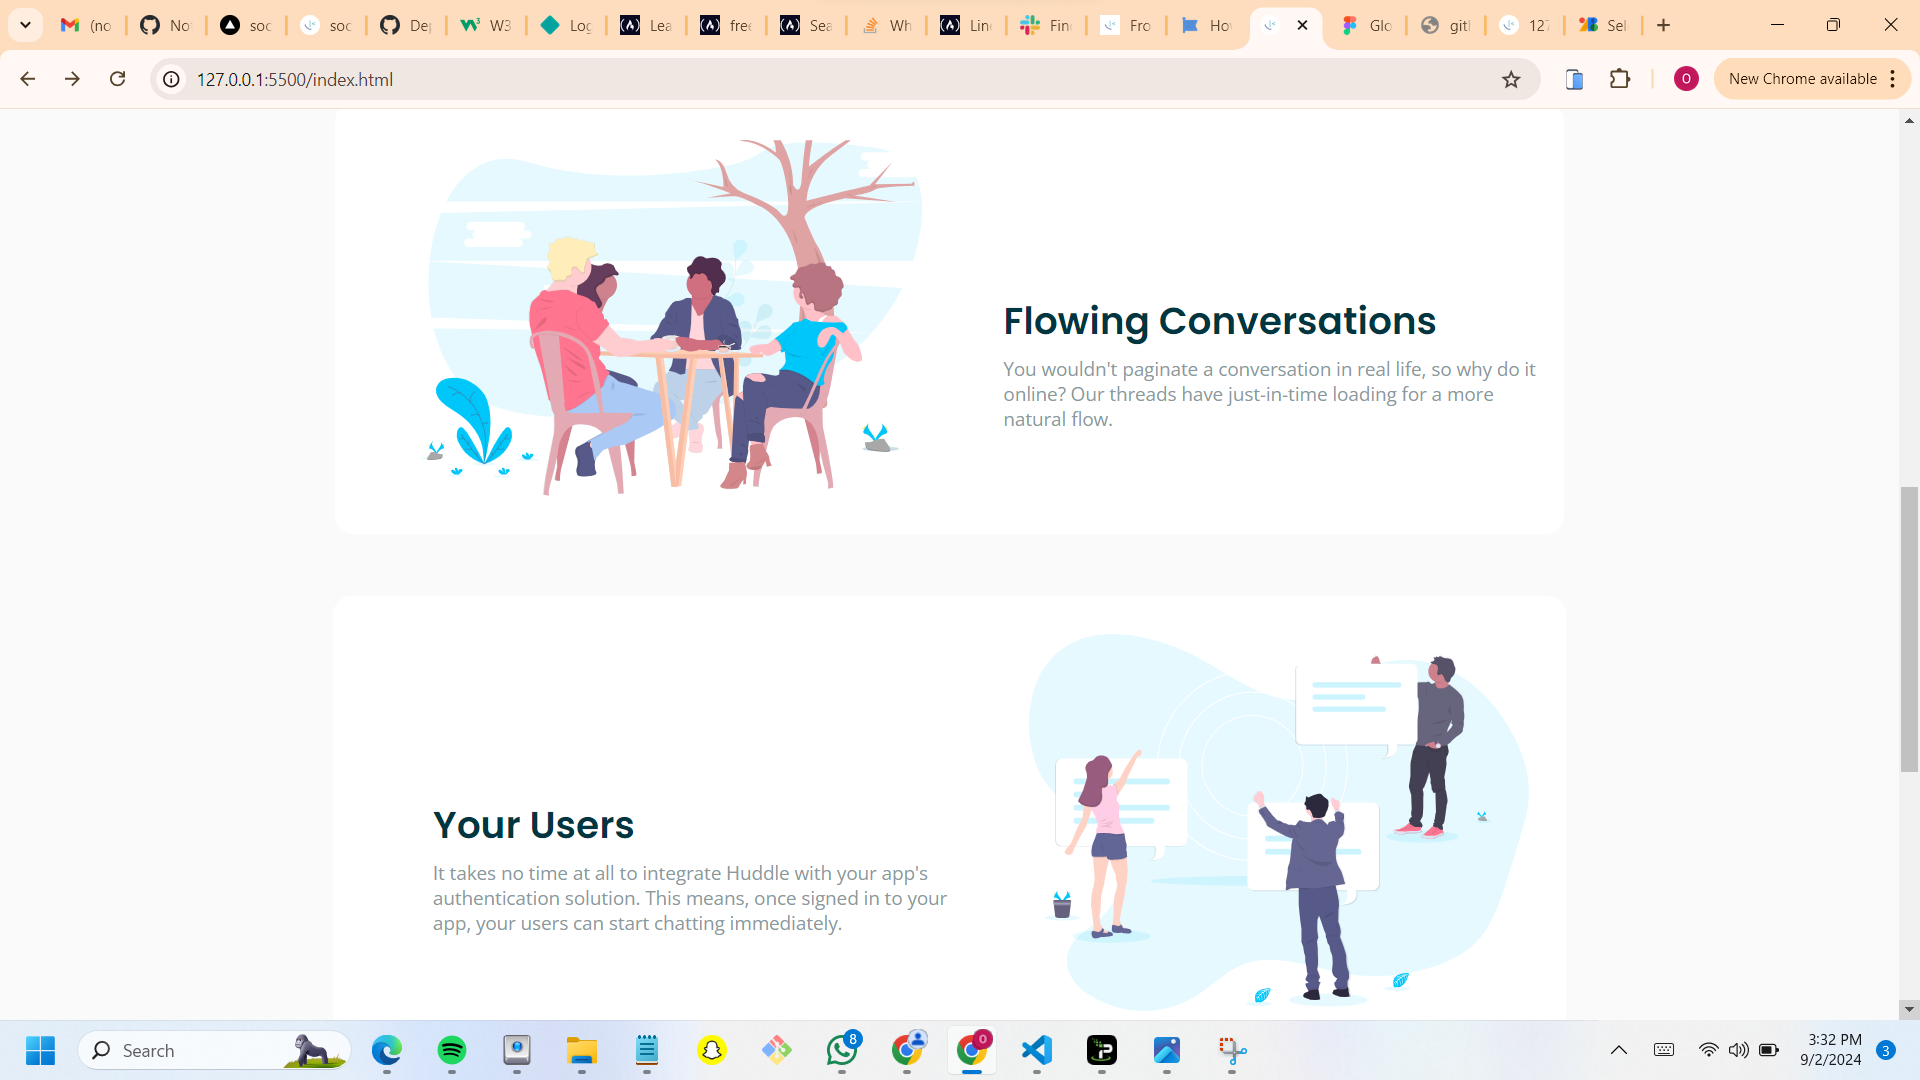 (no
No
soc
soc
De
W3
Log
Lea
free
Sea
Wh
Lin
Fin
Fro
Ho
Glo
gitl
127
Sel
127.0.0.1:5500/index.html
O
New Chrome available
Flowing Conversations
You wouldn't paginate a conversation in real life, so why do it
online? Our threads have just-in-time loading for a more
natural flow.
Your Users
It takes no time at all to integrate Huddle with your app's
authentication solution. This means, once signed in to your
app, your users can start chatting immediately.
Search
8
3:32 PM
9/2/2024
3